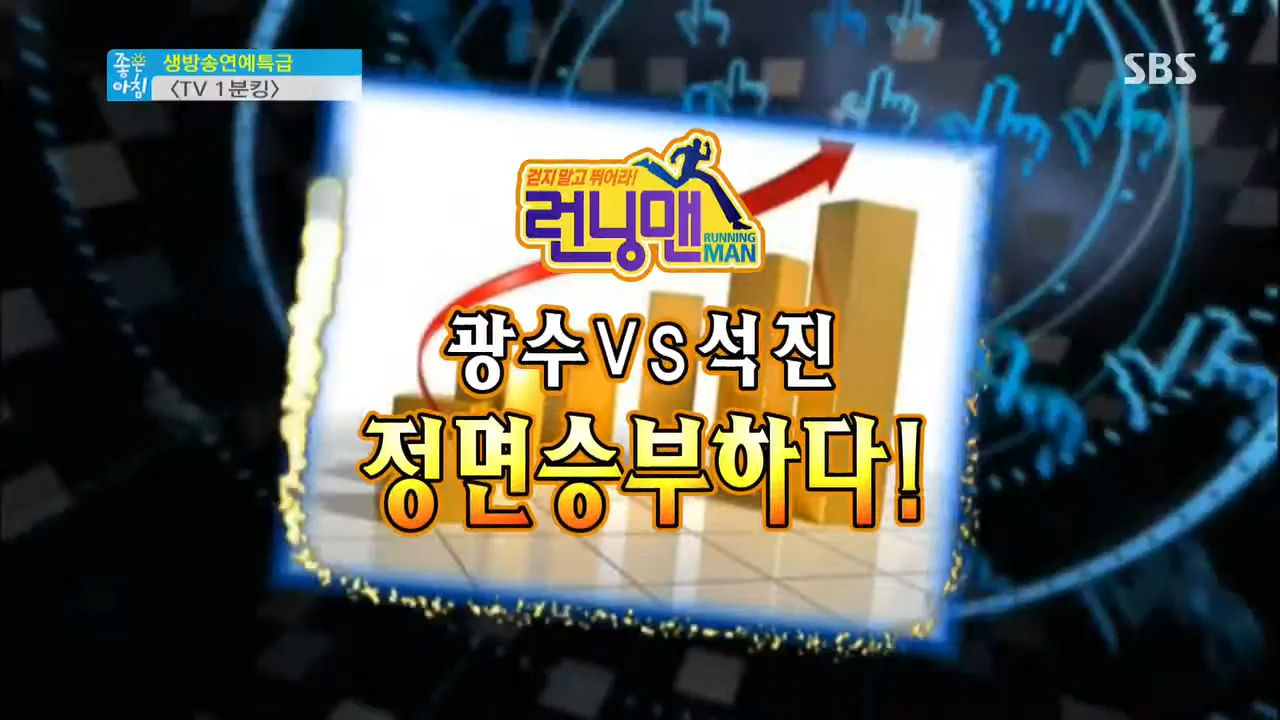 좋은
아침
생방송연예특급
〈TV 1분킹〉
SBS
걷지 말고 뛰어라!
런닝맨
RUNNING
MAN
광수VS석진
정면승부하다!